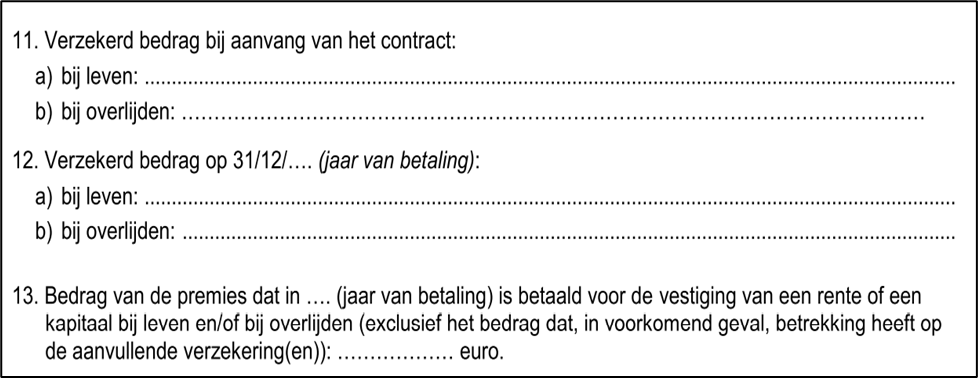 11. Verzekerd bedrag bij aanvang van het contract:
a) bij leven: ........................................................................................................................................................
b) bij overlijden: …………………………………………………………………………………………………
12. Verzekerd bedrag op 31/12/…. (jaar van betaling):
a) bij leven: ........................................................................................................................................................
b) bij overlijden: .................................................................................................................................................
13. Bedrag van de premies dat in …. (jaar van betaling) is betaald voor de vestiging van een rente of een
kapitaal bij leven en/of bij overlijden (exclusief het bedrag dat, in voorkomend geval, betrekking heeft op
de aanvullende verzekering(en)): ……………… euro.